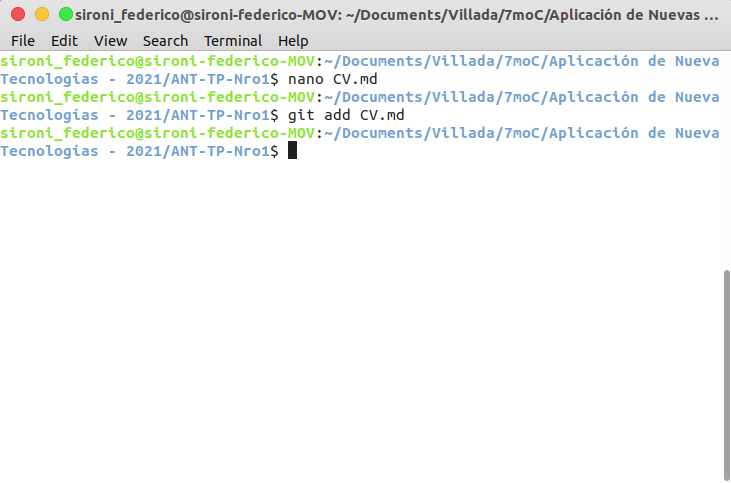 sironi_federico@sironi-federico-MOV: ~/Documents/Villada/7moC/Aplicación de Nuevas ...
File Edit View Search Terminal Help
sironi_federico@sironi-federico-MOV:~/Documents/Villada/7moC/Aplicación de Nueva
Tecnologías - 2021/ANT-TP-Nro1$ nano CV.md
sironi_federico@sironi-federico-MOV:~/Documents/Villada/7moC/Aplicación de Nueva
Tecnologías - 2021/ANT-TP-Nro1$ git add CV.md
sironi_federico@sironi-federico-MOV:~/Documents/Villada/7moC/Aplicación de Nueva
Tecnologías - 2021/ANT-TP-Nro1$